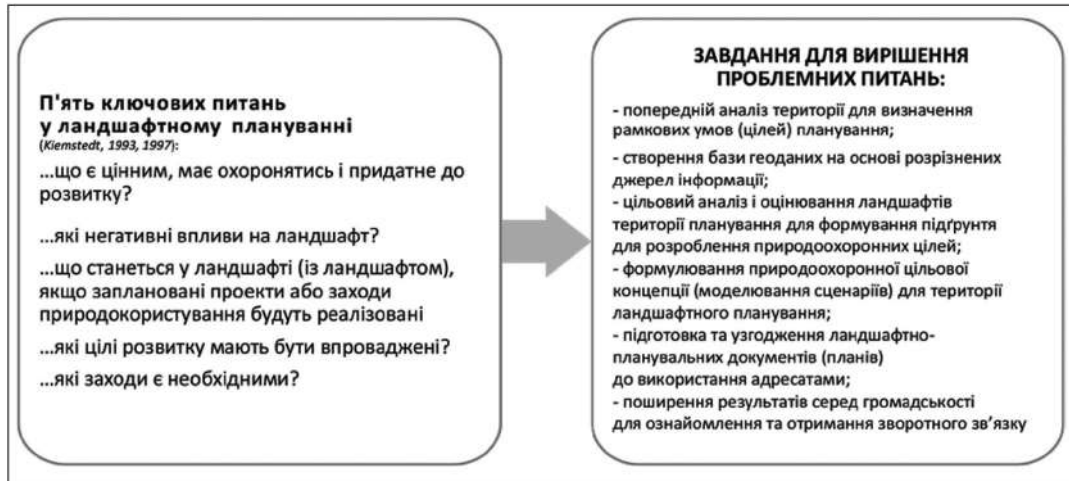 П'ять ключових питань
у ландшафтному плануванні
(Kiemstedt, 1993, 1997):
...що є цінним, має охоронятись і придатне до
розвитку?
...які негативні впливи на ландшафт?
...що станеться у ландшафті (із ландшафтом),
якщо заплановані проекти або заходи
природокористування будуть реалізовані
...які цілі розвитку мають бути впроваджені?
...які заходи є необхідними?
ЗАВДАННЯ ДЛЯ ВИРІШЕННЯ
ПРОБЛЕМНИХ ПИТАНЬ:
- попередній аналіз території для визначення
рамкових умов (цілей) планування;
- створення бази геоданих на основі розрізнених
джерел інформації;
- цільовий аналіз і оцінювання ландшафтів
території планування для формування підґрунтя
для розроблення природоохоронних цілей;
- формулювання природоохоронної цільової
концепції (моделювання сценаріїв) для території
ландшафтного планування;
- підготовка та узгодження ландшафтно-
планувальних документів (планів)
до використання адресатами;
- поширення результатів серед громадськості
для ознайомлення та отримання зворотного зв’язку